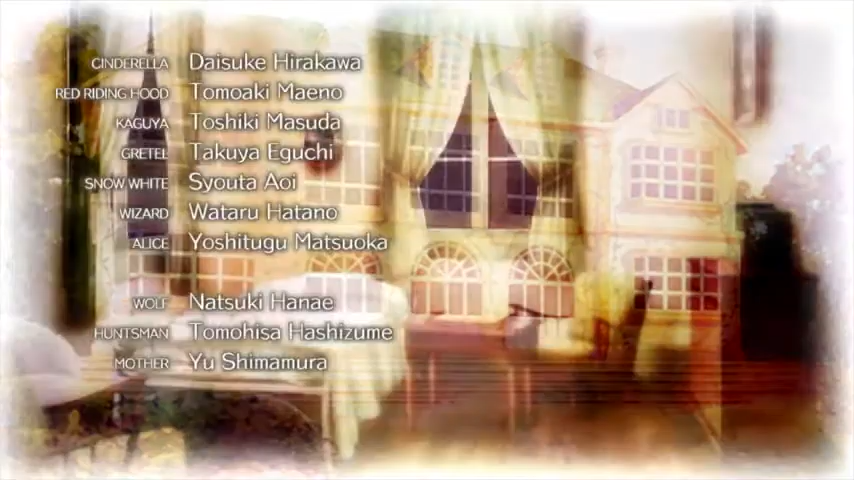 CINDERELLA Daisuke Hirakawa
RED RIDING HOOD Tomoaki Maeno
KAGUYA Toshiki Masuda
GRETEL Takuya Eguchi
SNOW WHITE Syouta Aoi
WIZARD Wataru Hatano
ALICE Yoshitugu Matsuoka
WOLF Natsuki Hanae
HUNTSMAN Tomohisa Hashizume
MOTHER Yu Shimamura